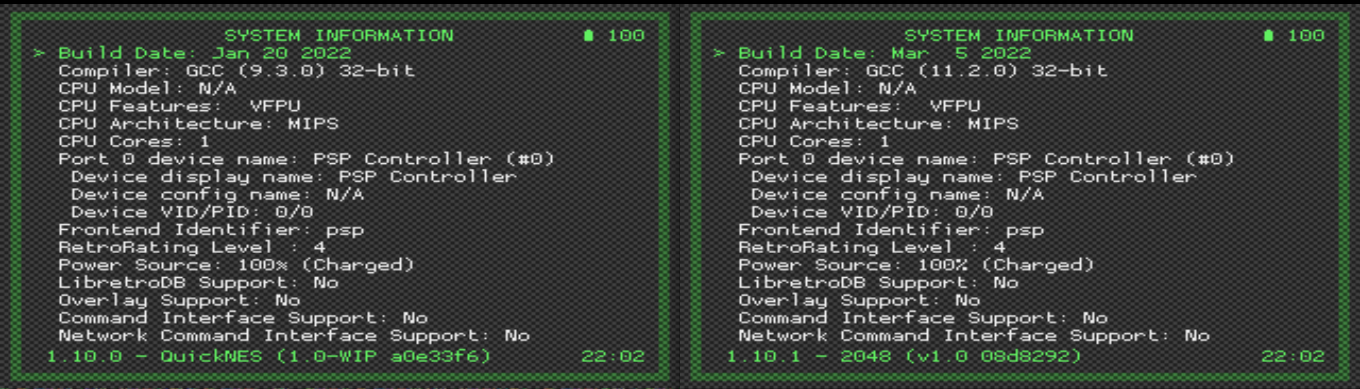 SYSTEM INFORMATION 100
> Build Date: Jan 20 2022
Compiler: GCC (9.3.0) 32-bit
CPU Model: N/A
CPU Features:  VFPU
CPU Architecture: MIPS
CPU Cores: 1
Port 0 device name: PSP Controller (#0)
Device display name: PSP Controller
Device config name: N/A
Device VID/PID: 0/0
Frontend Identifier: psp
RetroRating Level : 4
Power Source: 100% (Charged)
LibretroDB Support: No
Overlay Support: No
Command Interface Support: No
Network Command Interface Support: No
1.10.0 - QuickNES (1.0-WIP a0e33f6) 22:02
SYSTEM INFORMATION 100
> Build Date: Mar  5 2022
Compiler: GCC (11.2.0) 32-bit
CPU Model: N/A
CPU Features:  VFPU
CPU Architecture: MIPS
CPU Cores: 1
Port 0 device name: PSP Controller (#0)
Device display name: PSP Controller
Device config name: N/A
Device VID/PID: 0/0
Frontend Identifier: psp
RetroRating Level : 4
Power Source: 100% (Charged)
LibretroDB Support: No
Overlay Support: No
Command Interface Support: No
Network Command Interface Support: No
1.10.1 - 2048 (v1.0 08d8292) 22:02